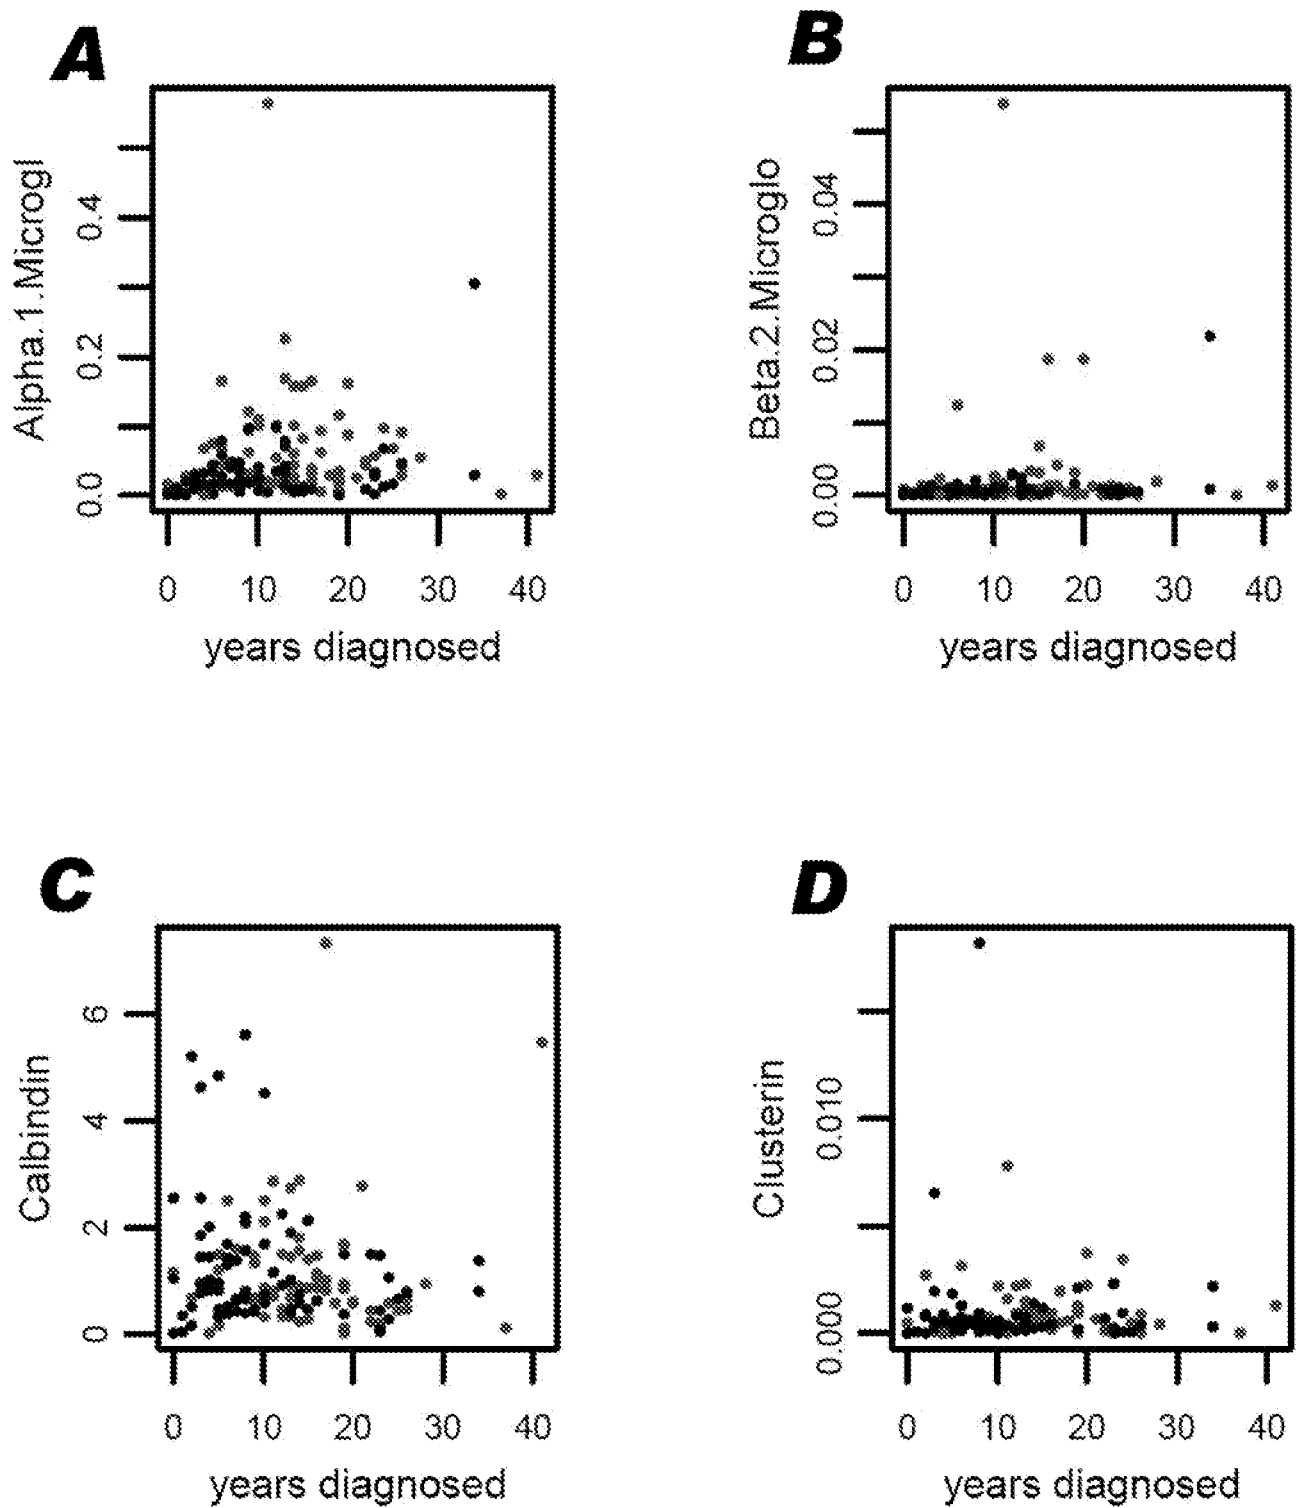 A
B
Alpha.1.Microgl
0.0 0.2 0.4
0 10 20 30 40
years diagnosed
Beta.2.Microglo
0.00 0.02 0.04
0 10 20 30 40
years diagnosed
C
D
Calbindin
0 2 4 6
0 10 20 30 40
years diagnosed
Clusterin
0.000 0.010
0 10 20 30 40
years diagnosed